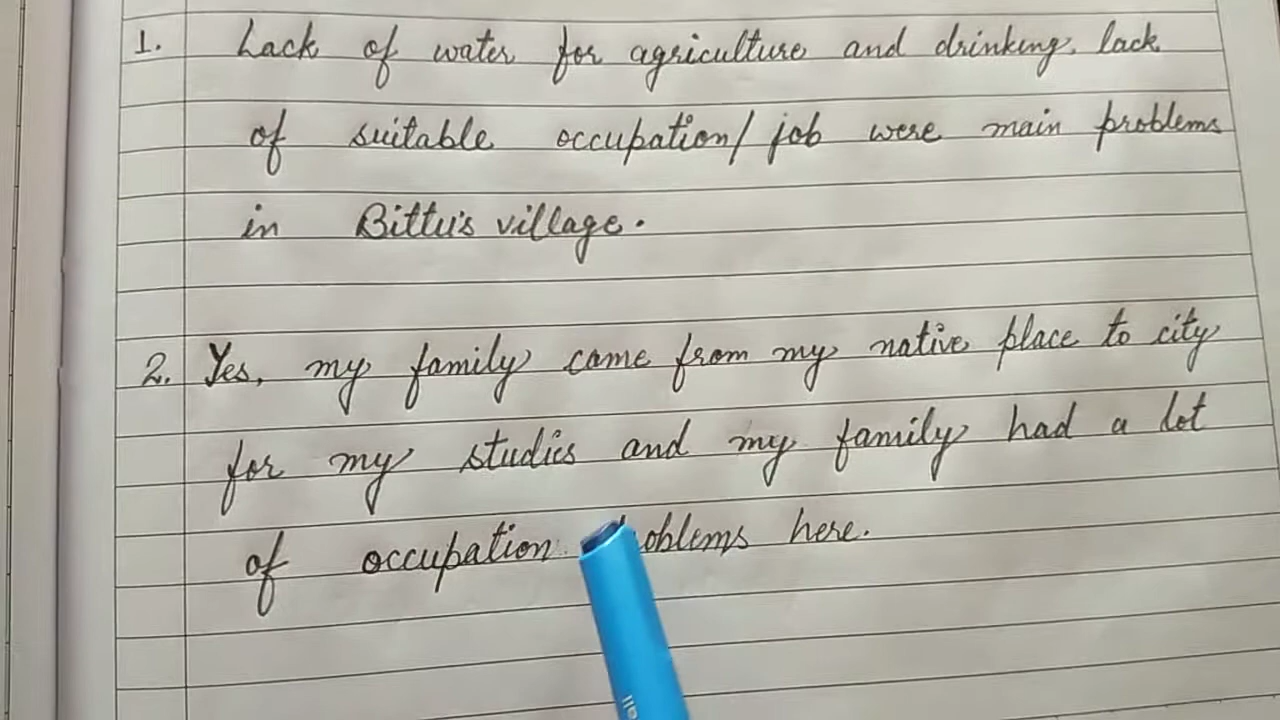 1. Lack of water for agriculture and drinking, lack
of suitable occupation/ job were main problems
in Bittu's village.
2. Yes, my family came from my native place to city
for my studies and my family had a lot
of occupation oblems here.